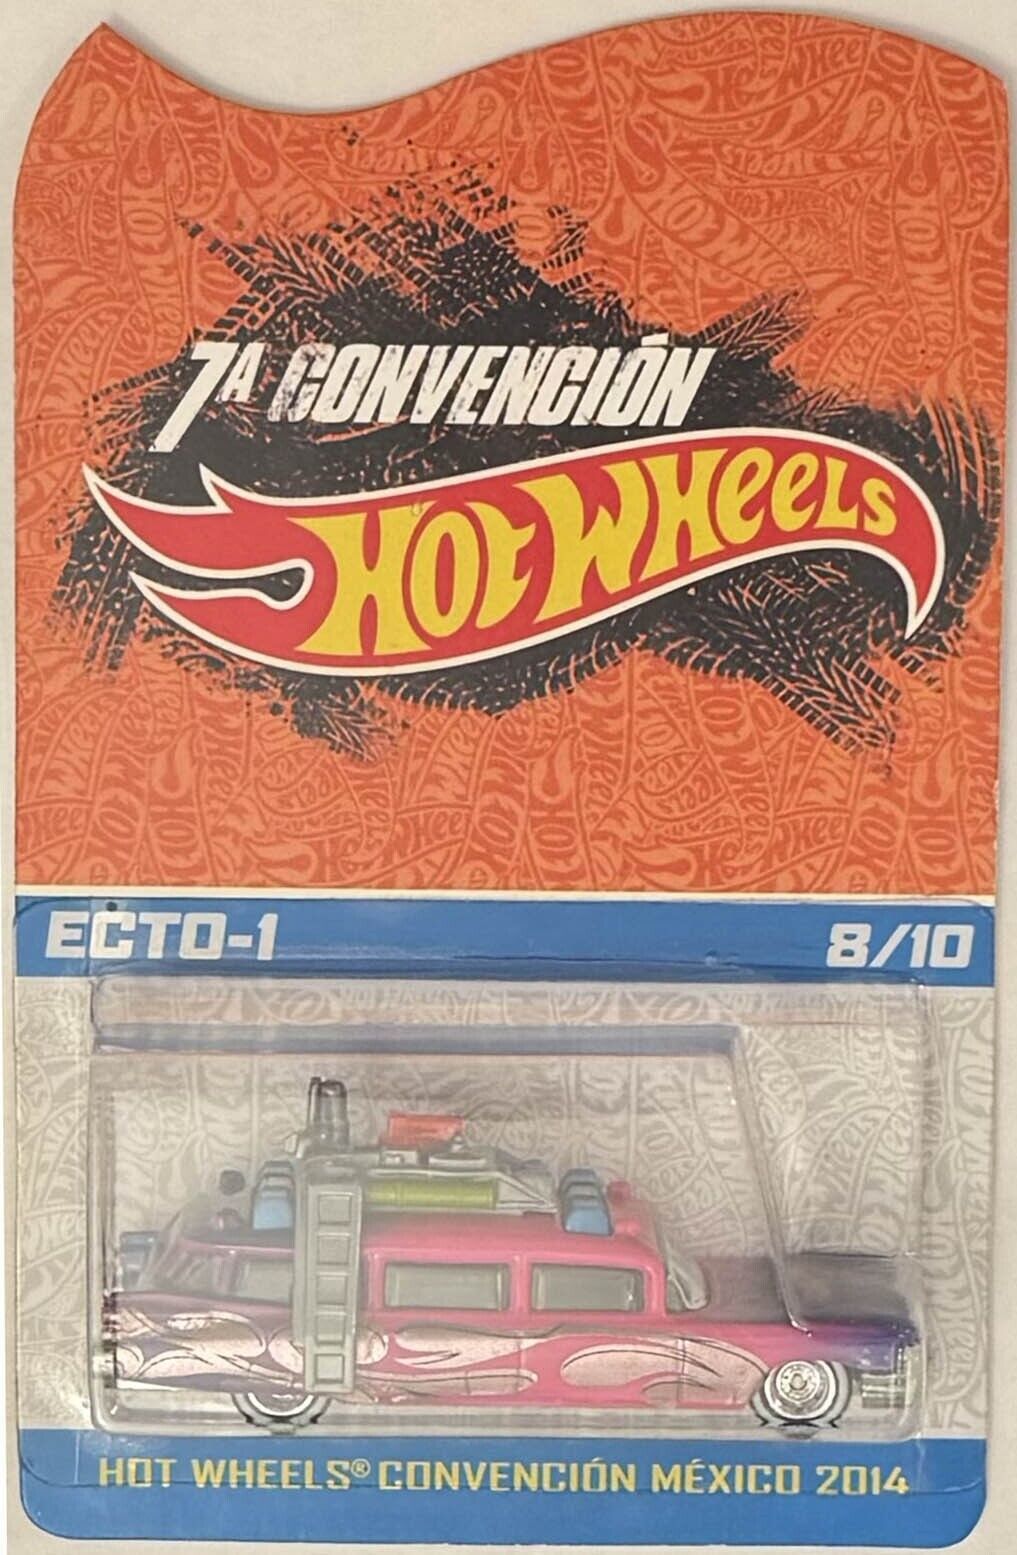 7A CONVENCIÓN
HOT WHEELS
ECTO-1
8/10
HOT WHEELS® CONVENCIÓN MÉXICO 2014